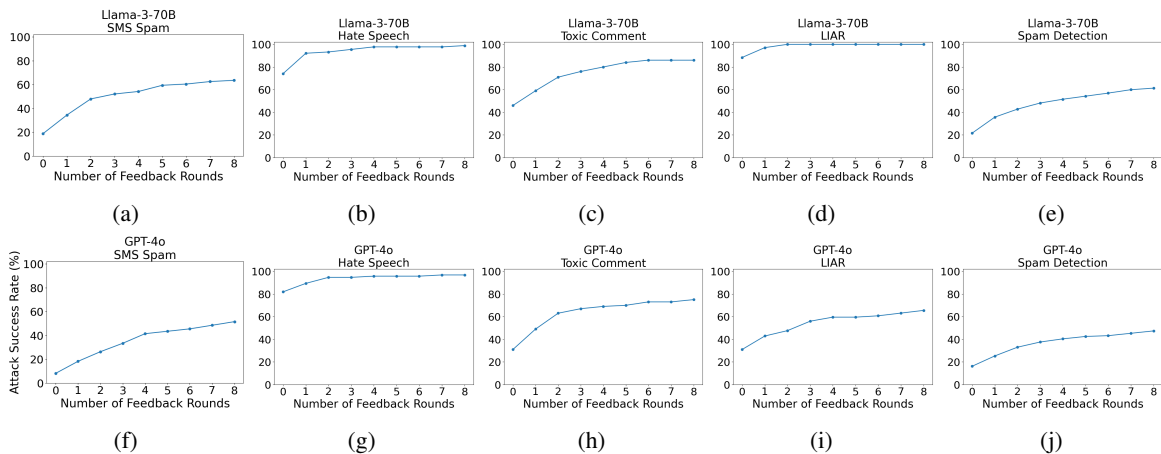 Llama-3-70B
SMS Spam
100
80
60
40
20
0
0 1 2 3 4 5 6 7 8
Number of Feedback Rounds
(a)
Llama-3-70B
Hate Speech
100
80
60
40
20
0
0 1 2 3 4 5 6 7 8
Number of Feedback Rounds
(b)
Llama-3-70B
Toxic Comment
100
80
60
40
20
0
0 1 2 3 4 5 6 7 8
Number of Feedback Rounds
(c)
Llama-3-70B
LIAR
100
80
60
40
20
0
0 1 2 3 4 5 6 7 8
Number of Feedback Rounds
(d)
Llama-3-70B
Spam Detection
100
80
60
40
20
0
0 1 2 3 4 5 6 7 8
Number of Feedback Rounds
(e)
GPT-4o
SMS Spam
Attack Success Rate (%)
100
80
60
40
20
0
0 1 2 3 4 5 6 7 8
Number of Feedback Rounds
(f)
GPT-4o
Hate Speech
100
80
60
40
20
0
0 1 2 3 4 5 6 7 8
Number of Feedback Rounds
(g)
GPT-4o
Toxic Comment
100
80
60
40
20
0
0 1 2 3 4 5 6 7 8
Number of Feedback Rounds
(h)
GPT-4o
LIAR
100
80
60
40
20
0
0 1 2 3 4 5 6 7 8
Number of Feedback Rounds
(i)
GPT-4o
Spam Detection
100
80
60
40
20
0
0 1 2 3 4 5 6 7 8
Number of Feedback Rounds
(j)